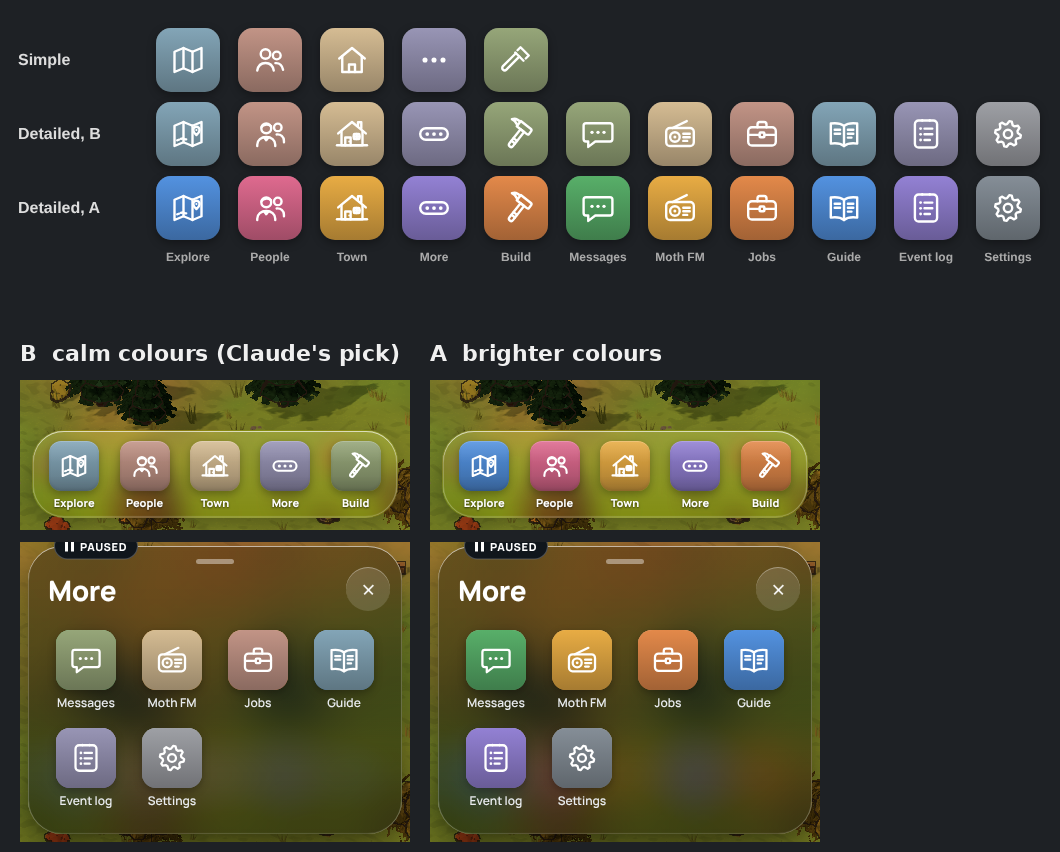 Simple
Detailed, B
Detailed, A
Explore People Town More Build Messages Moth FM Jobs Guide Event log Settings
B calm colours (Claude's pick)
A brighter colours
Explore People Town More Build
Explore People Town More Build
PAUSED
More
Messages Moth FM Jobs Guide
Event log Settings
PAUSED
More
Messages Moth FM Jobs Guide
Event log Settings